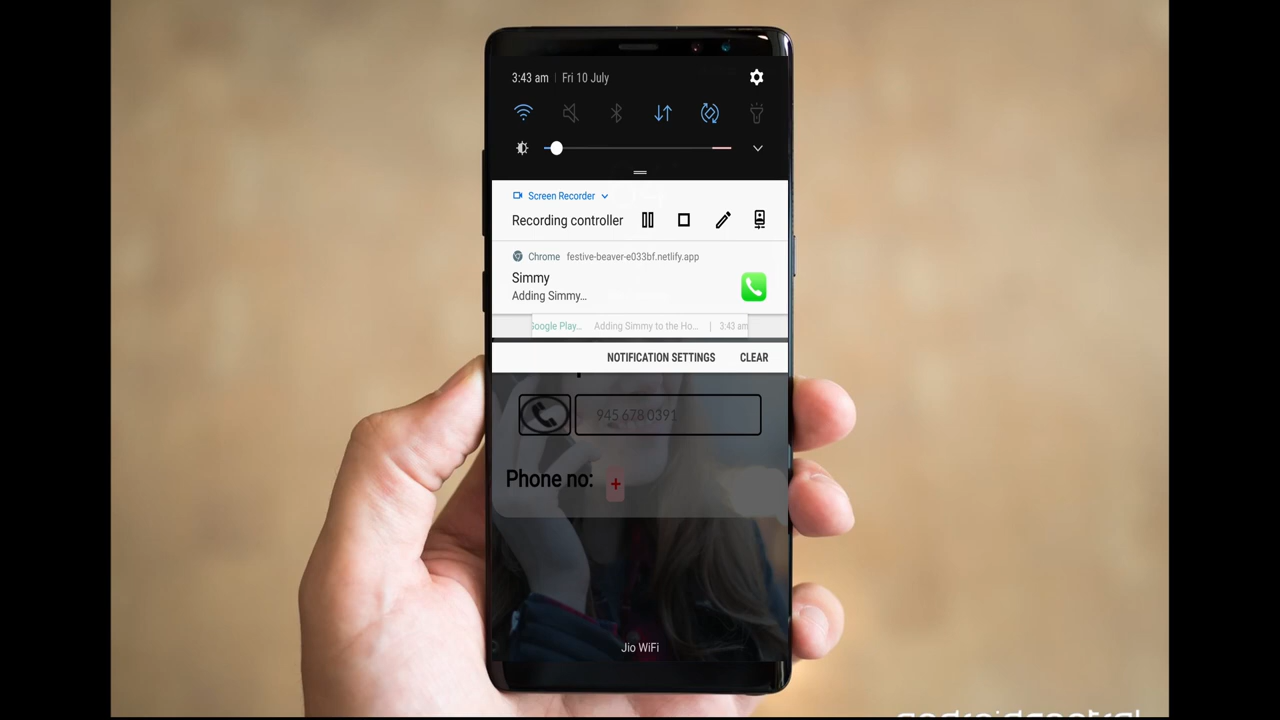 3:43 am | Fri 10 July
Screen Recorder
Recording controller
Chrome festive-beaver-e033bf.netlify.app
Simmy
Adding Simmy...
Google Play... Adding Simmy to the Ho... | 3:43 am
NOTIFICATION SETTINGS CLEAR
945 678 0391
Phone no: +
Jio WiFi
androidcentral